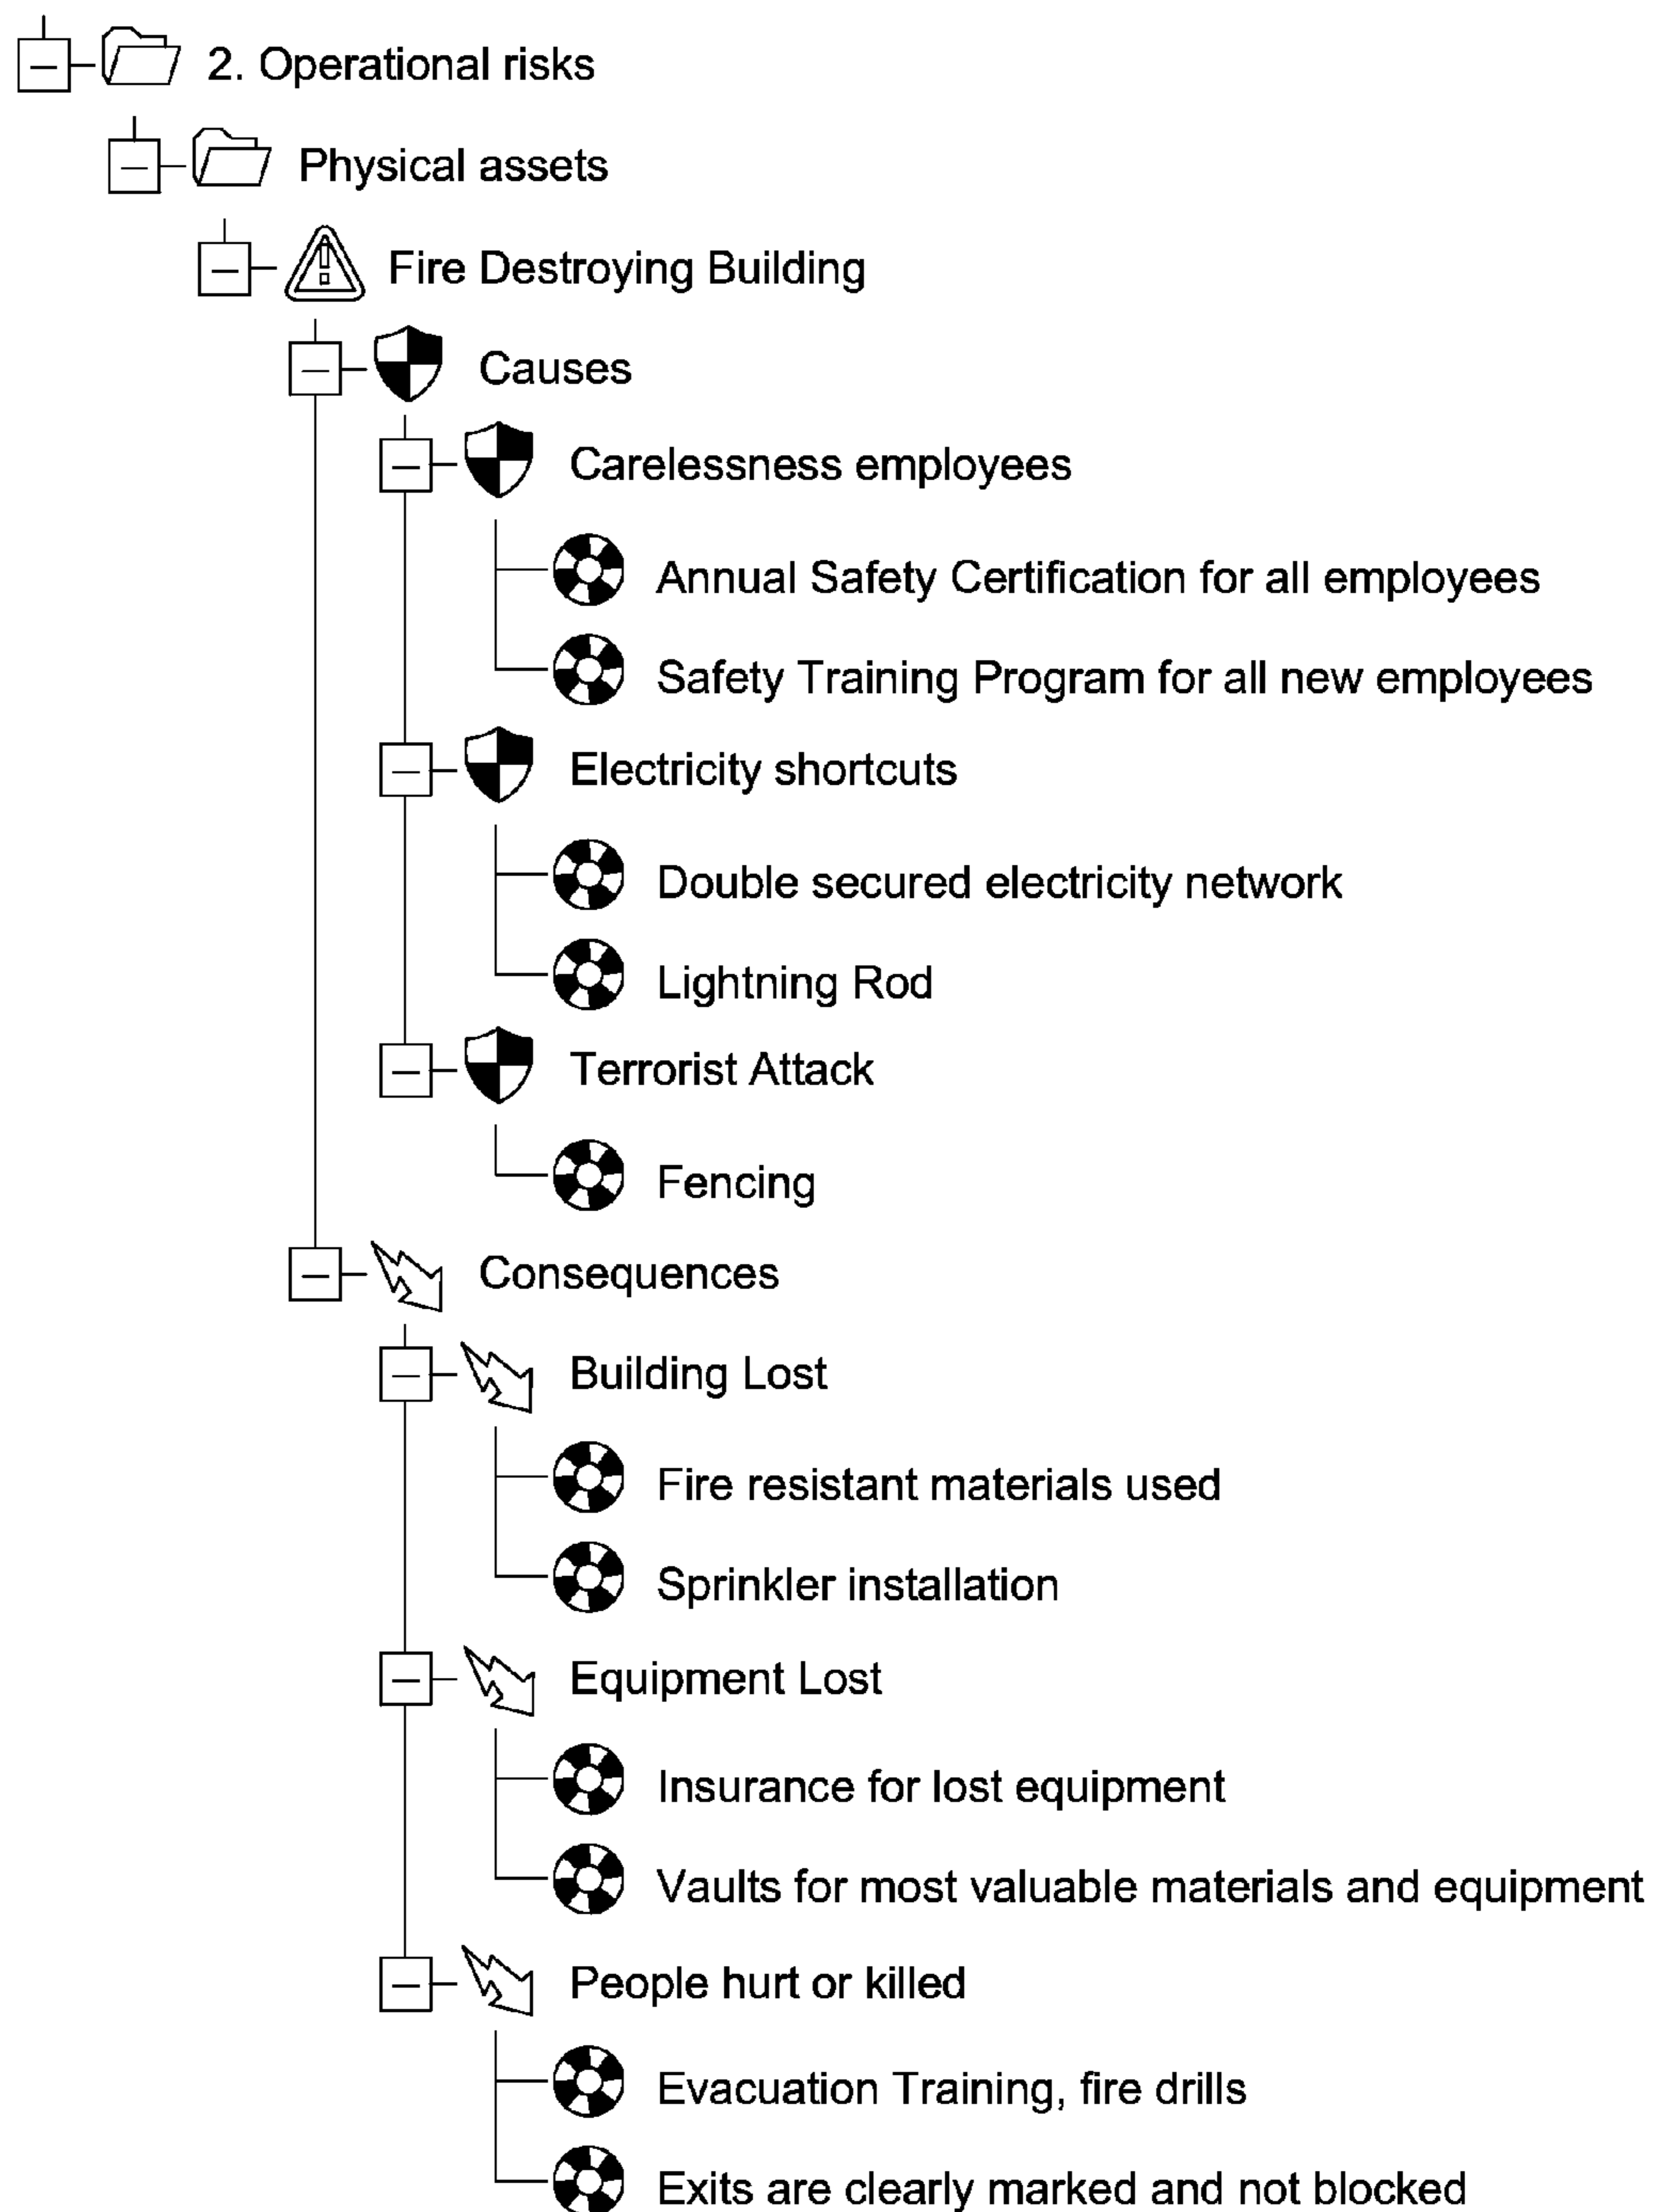 2. Operational risks
Physical assets
Fire Destroying Building
Causes
Carelessness employees
Annual Safety Certification for all employees
Safety Training Program for all new employees
Electricity shortcuts
Double secured electricity network
Lightning Rod
Terrorist Attack
Fencing
Consequences
Building Lost
Fire resistant materials used
Sprinkler installation
Equipment Lost
Insurance for lost equipment
Vaults for most valuable materials and equipment
People hurt or killed
Evacuation Training, fire drills
Exits are clearly marked and not blocked